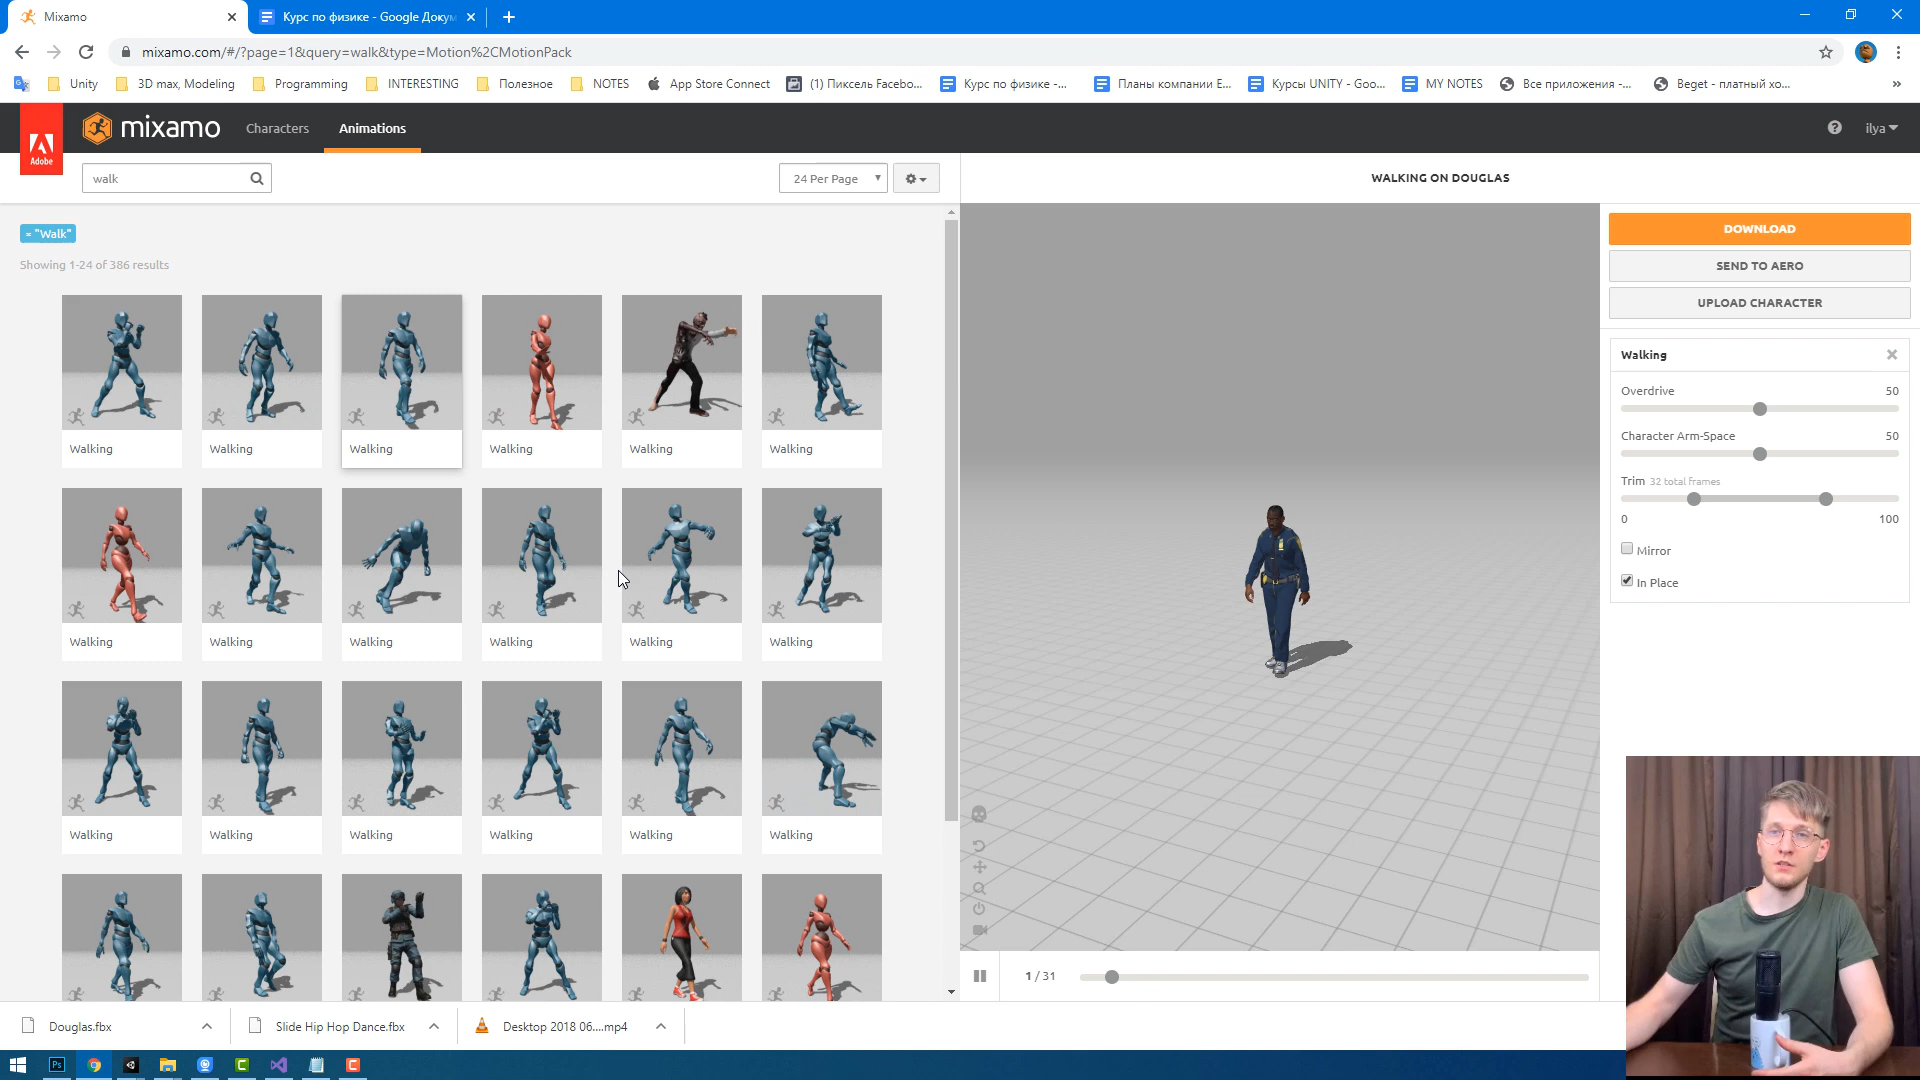 Mixamo
Курс по физике - Google Докум
mixamo.com/#/?page=1&query=walk&type=Motion%2CMotionPack
Unity
3D max, Modeling
Programming
INTERESTING
Полезное
NOTES
App Store Connect
(1) Пиксель Facebo...
Курс по физике -...
Планы компании E...
Курсы UNITY - Goo...
MY NOTES
Все приложения -...
Beget - платный хо...
»
Adobe
mixamo
Characters
Animations
ilya
walk
24 Per Page
WALKING ON DOUGLAS
× "Walk"
Showing 1-24 of 386 results
DOWNLOAD
SEND TO AERO
UPLOAD CHARACTER
Walking
Overdrive 50
Character Arm-Space 50
Trim 32 total frames
0 100
Mirror
In Place
Walking Walking Walking Walking Walking Walking
Walking Walking Walking Walking Walking Walking
Walking Walking Walking Walking Walking Walking
1 / 31
Douglas.fbx
Slide Hip Hop Dance.fbx
Desktop 2018 06....mp4
Ps